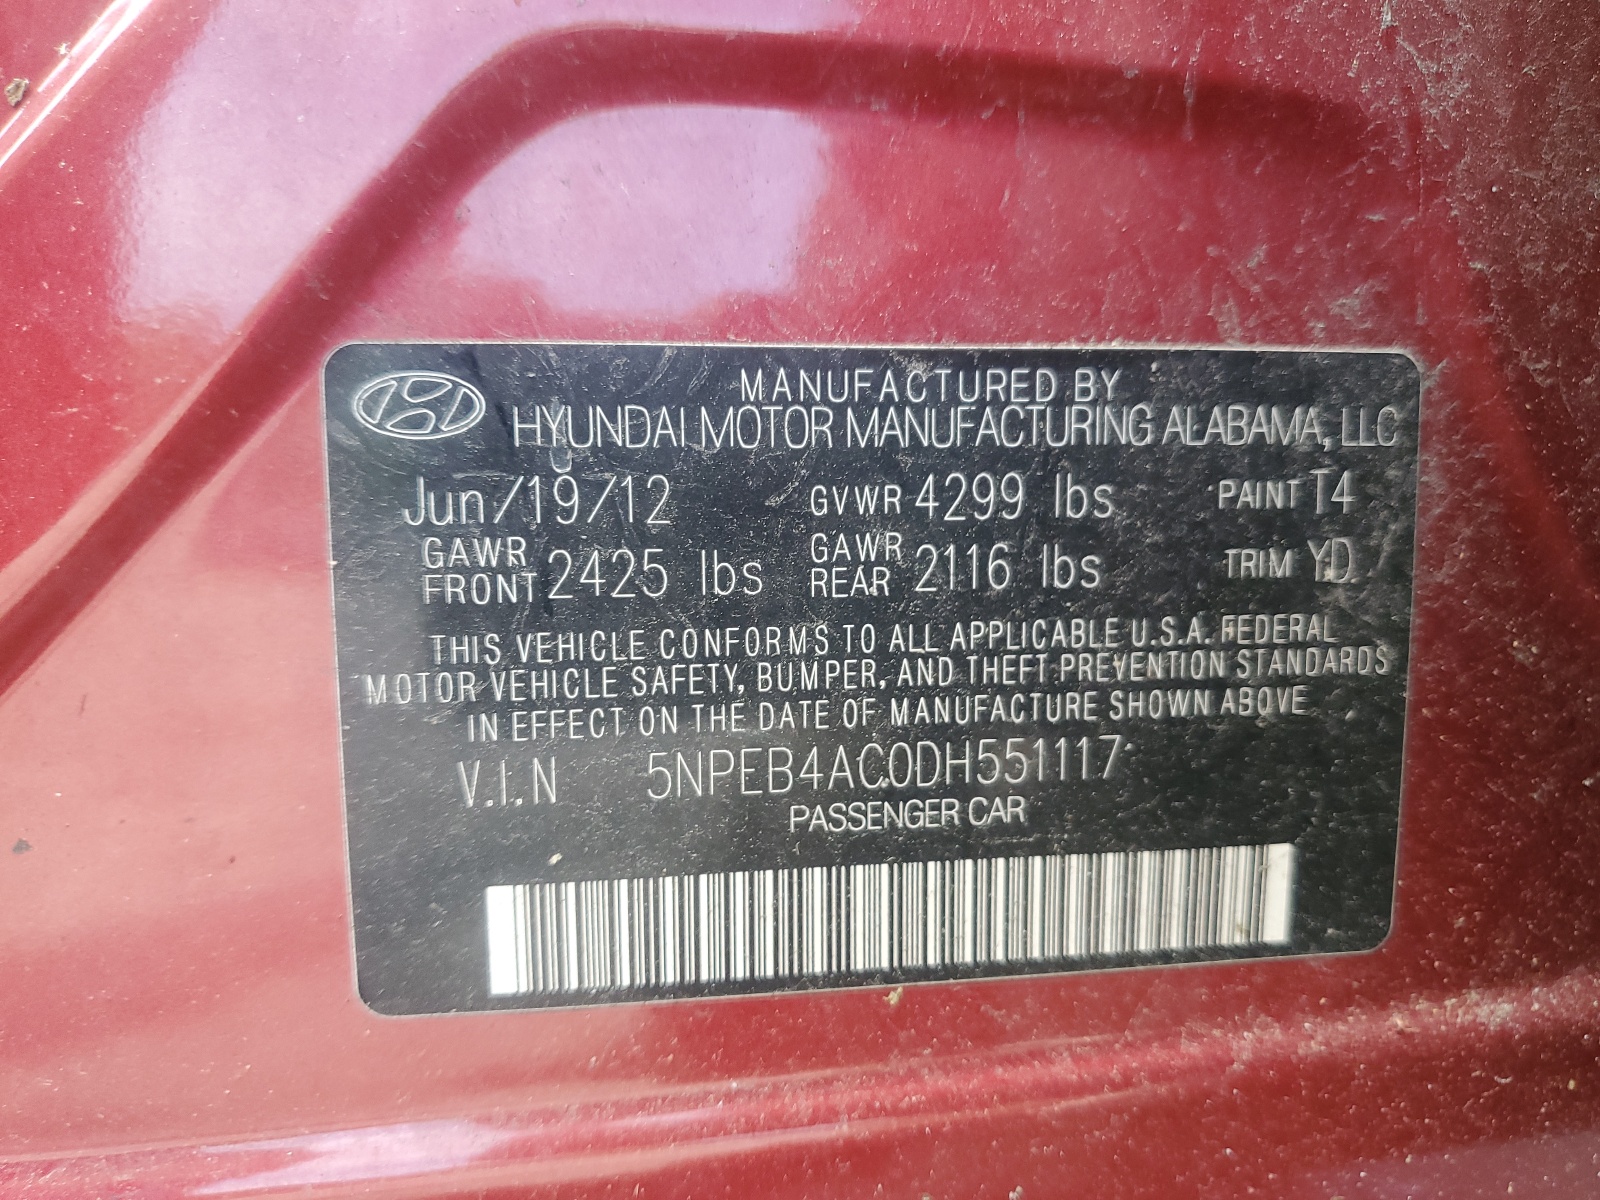 MANUFACTURED BY
HYUNDAI MOTOR MANUFACTURING ALABAMA, LLC
Jun/19/12 GVWR 4299 lbs PAINT T4
GAWR FRONT 2425 lbs GAWR REAR 2116 lbs TRIM YD
THIS VEHICLE CONFORMS TO ALL APPLICABLE U.S.A. FEDERAL
MOTOR VEHICLE SAFETY, BUMPER, AND THEFT PREVENTION STANDARDS
IN EFFECT ON THE DATE OF MANUFACTURE SHOWN ABOVE
V.I.N 5NPEB4AC0DH551117
PASSENGER CAR